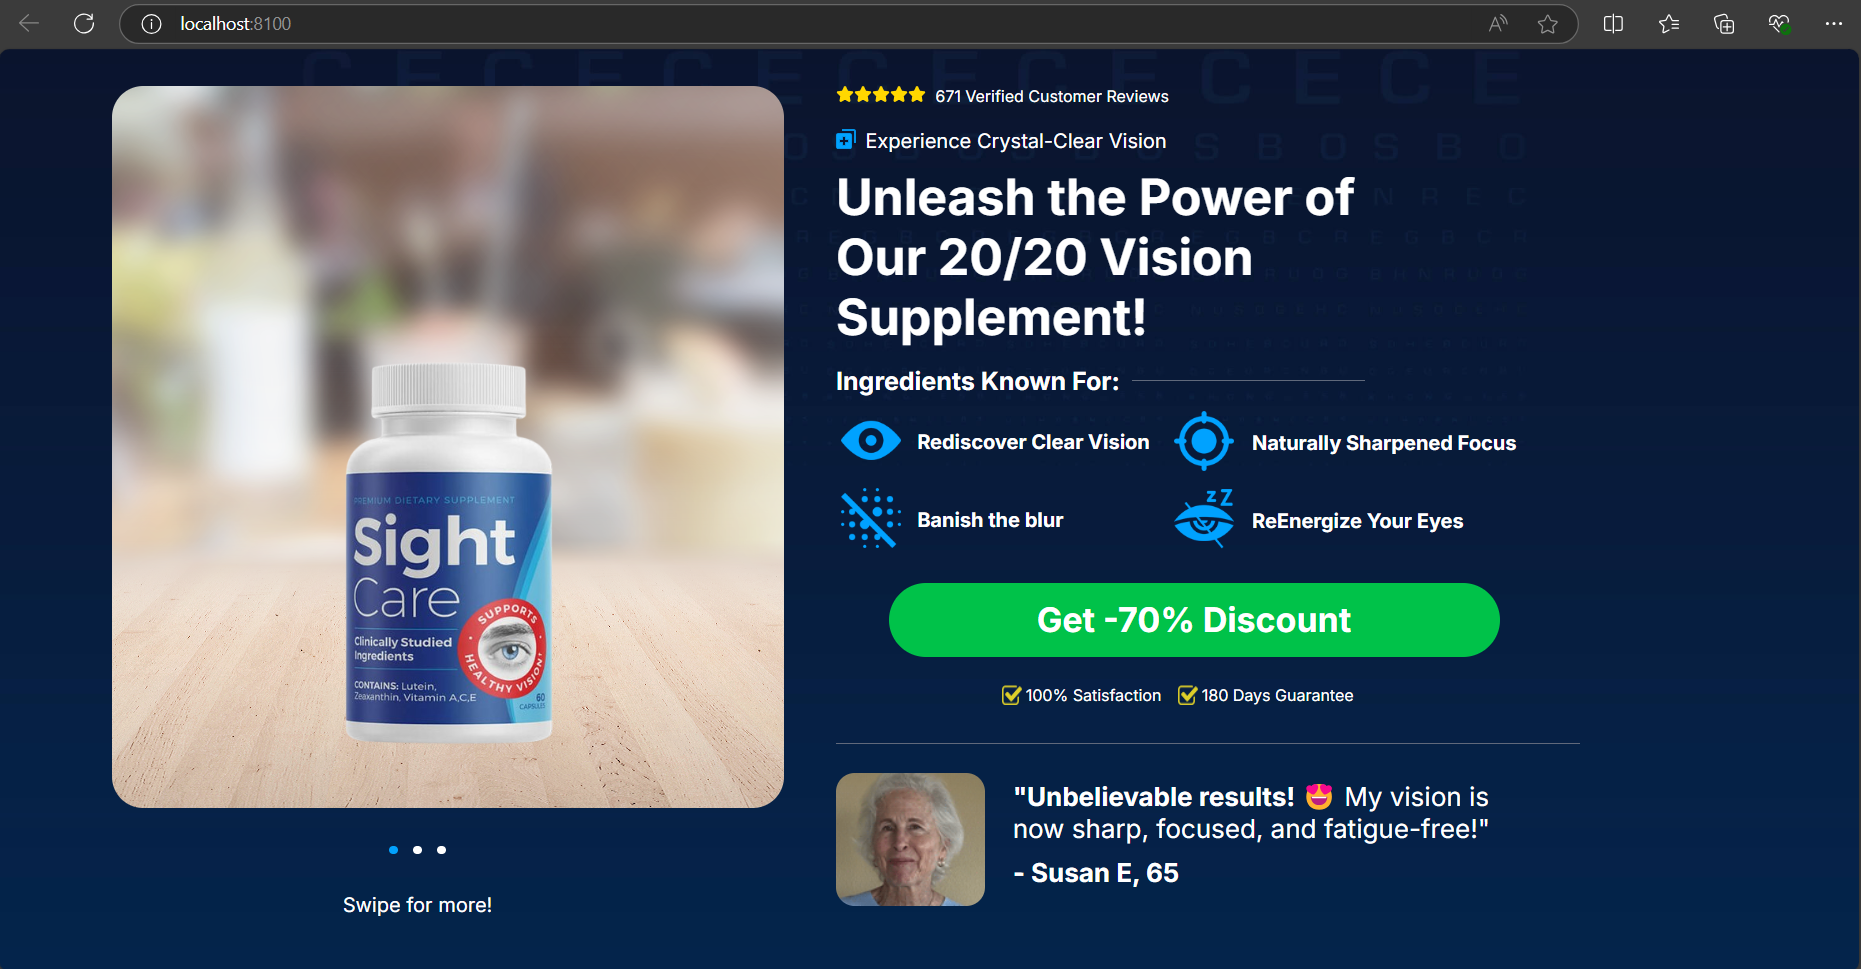 localhost:8100
671 Verified Customer Reviews
Experience Crystal-Clear Vision
Unleash the Power of
Our 20/20 Vision
Supplement!
Ingredients Known For:
Rediscover Clear Vision
Naturally Sharpened Focus
Banish the blur
ReEnergize Your Eyes
Get -70% Discount
100% Satisfaction
180 Days Guarantee
"Unbelievable results! 😍 My vision is
now sharp, focused, and fatigue-free!"
- Susan E, 65
PREMIUM DIETARY SUPPLEMENT
Sight
Care
Clinically Studied
Ingredients
SUPPORTS
HEALTHY VISION!
CONTAINS: Lutein,
Zeaxanthin, Vitamin A,C,E
60
CAPSULES
Swipe for more!